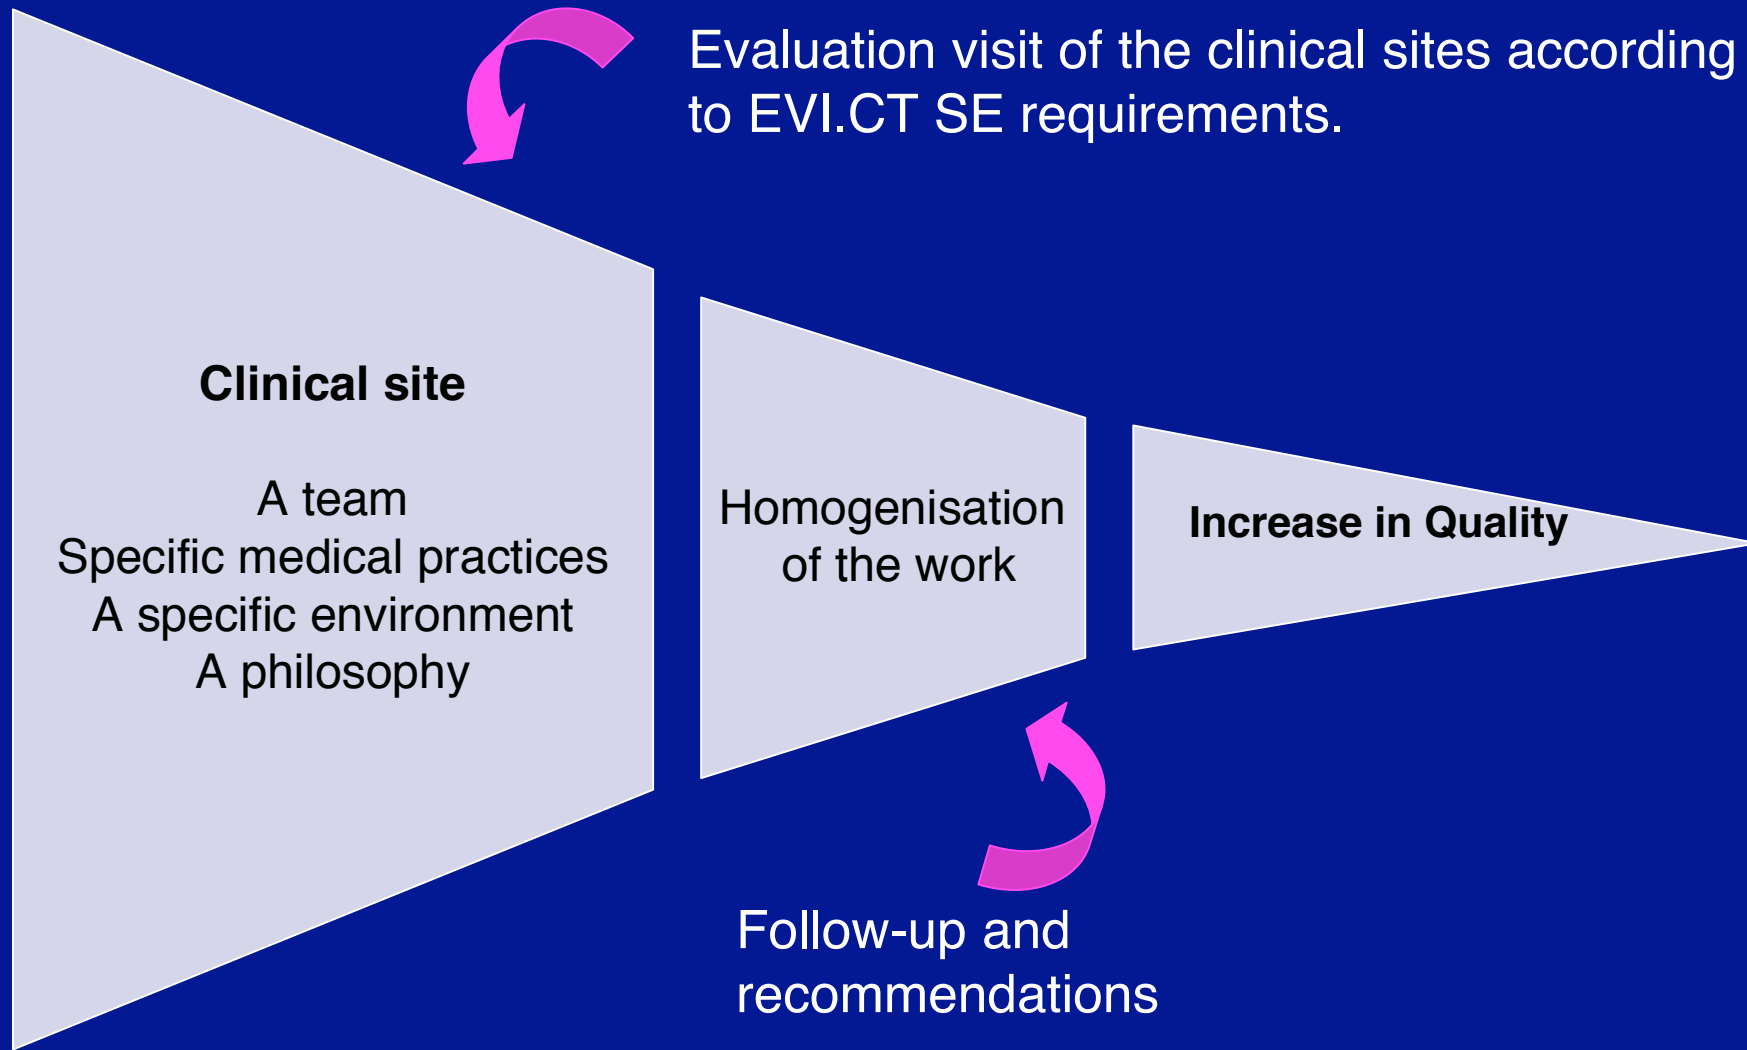 Evaluation visit of the clinical sites according
to EVI.CT SE requirements.
Clinical site
A team
Specific medical practices
A specific environment
A philosophy
Homogenisation
of the work
Increase in Quality
Follow-up and
recommendations